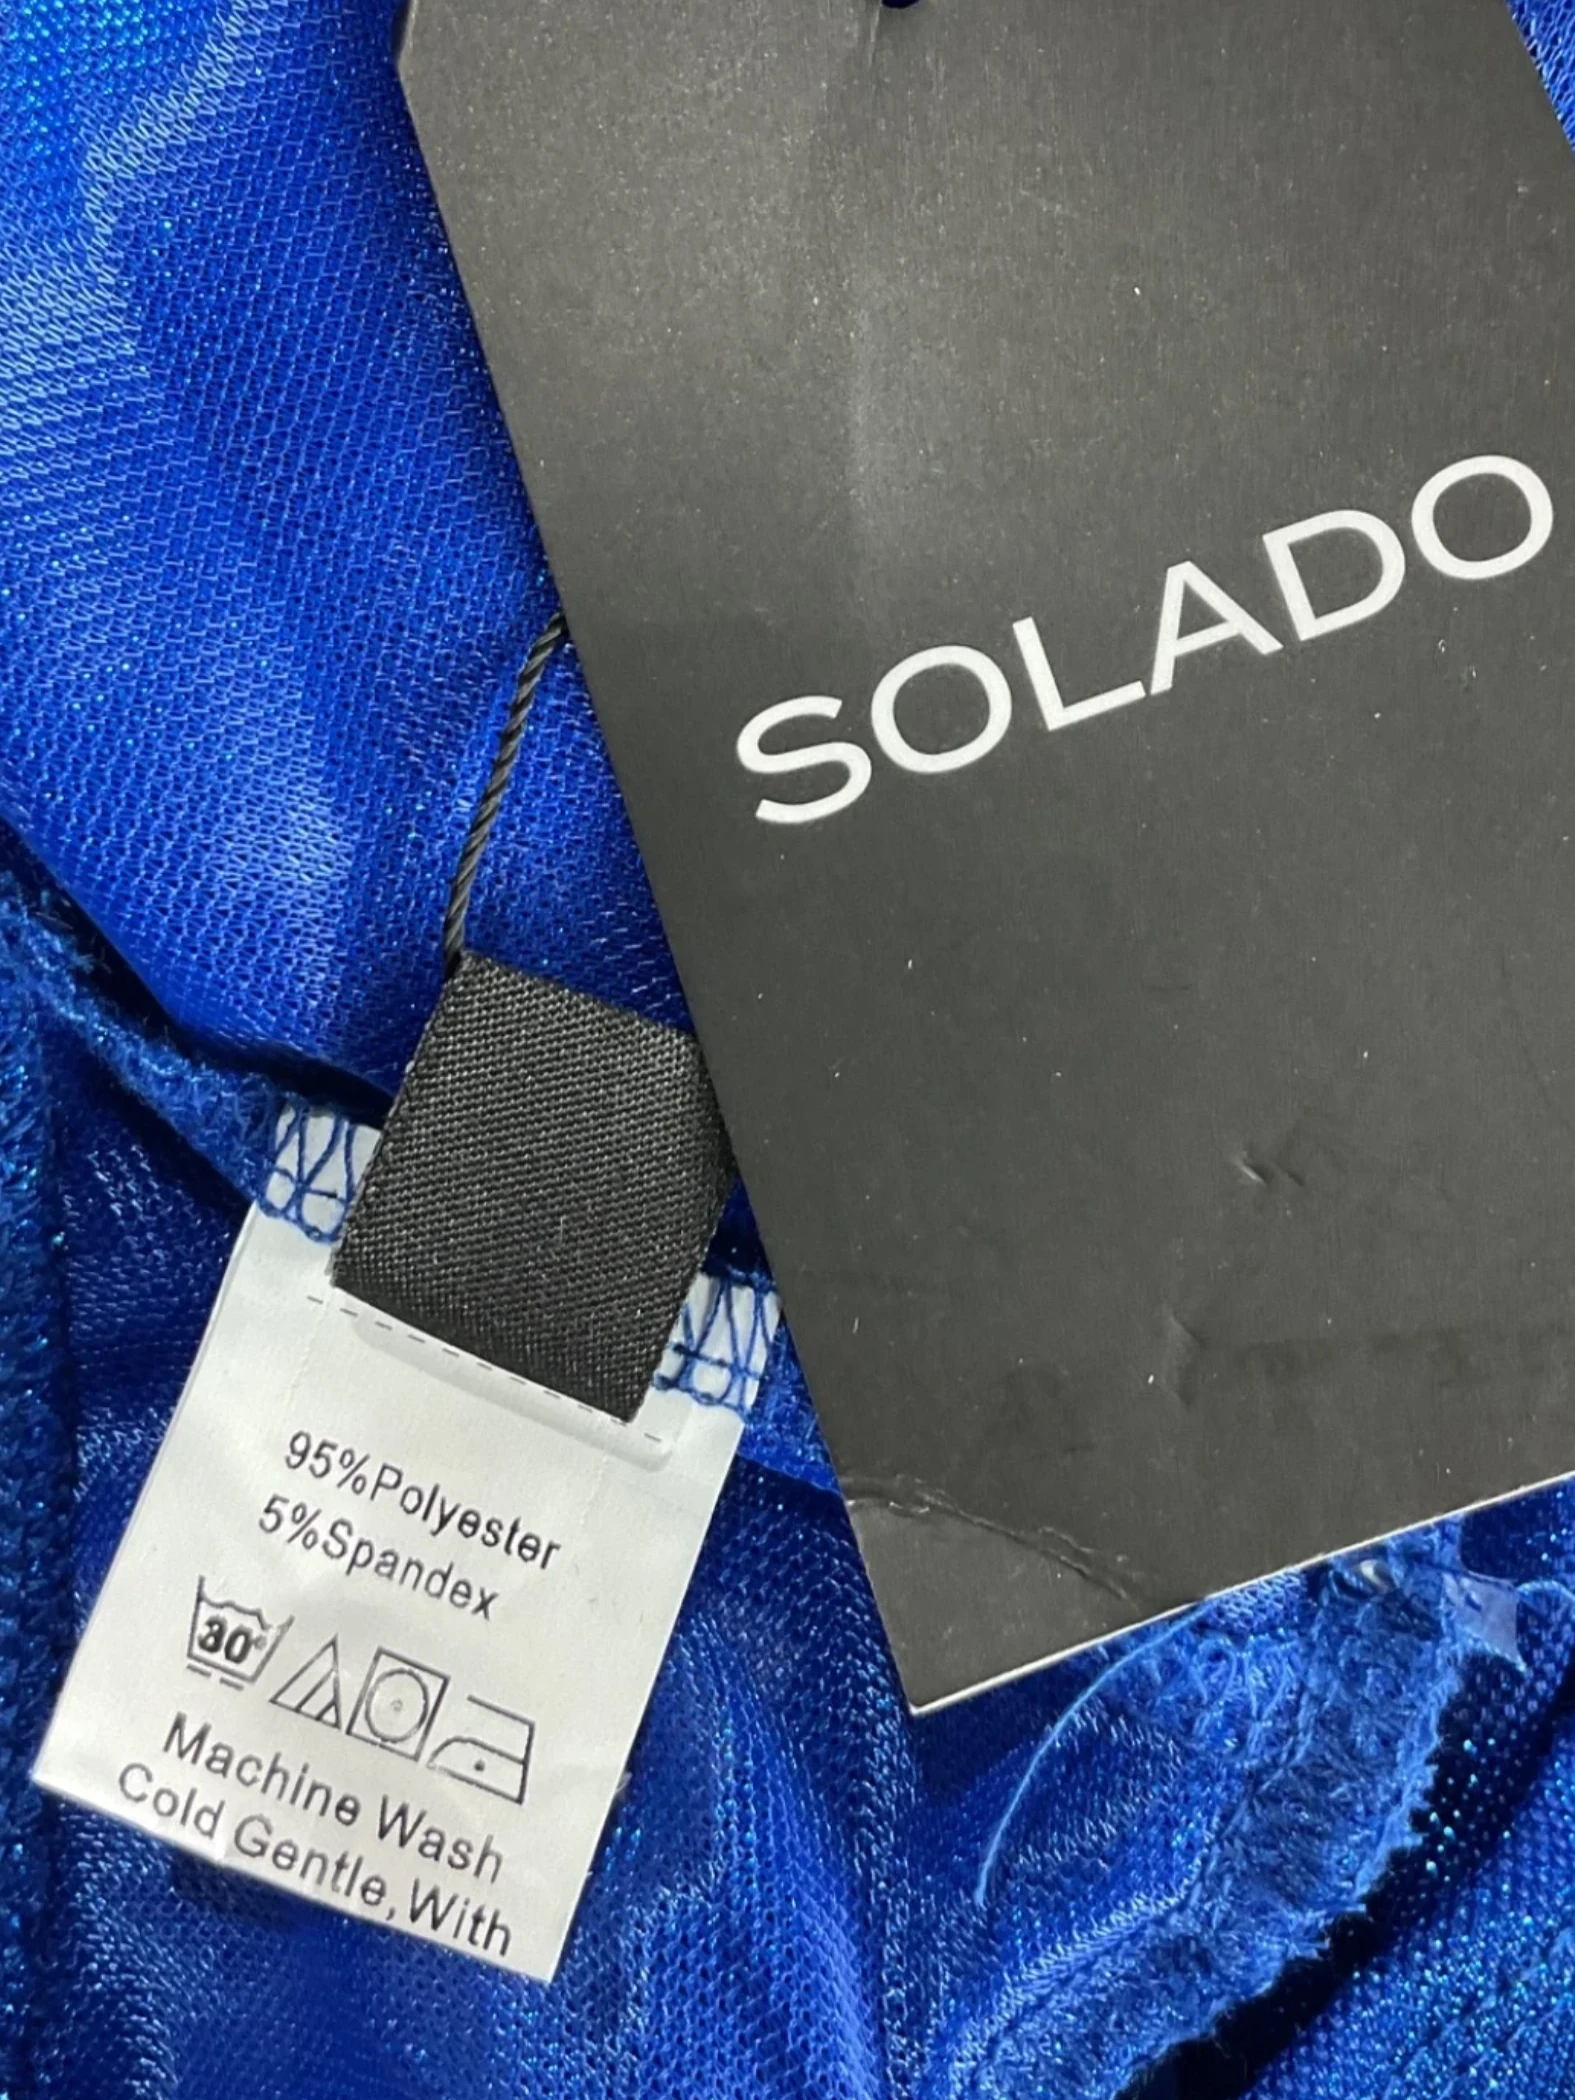 SOLADO
95%Polyester
5%Spandex
30°
Machine Wash
Cold Gentle,With